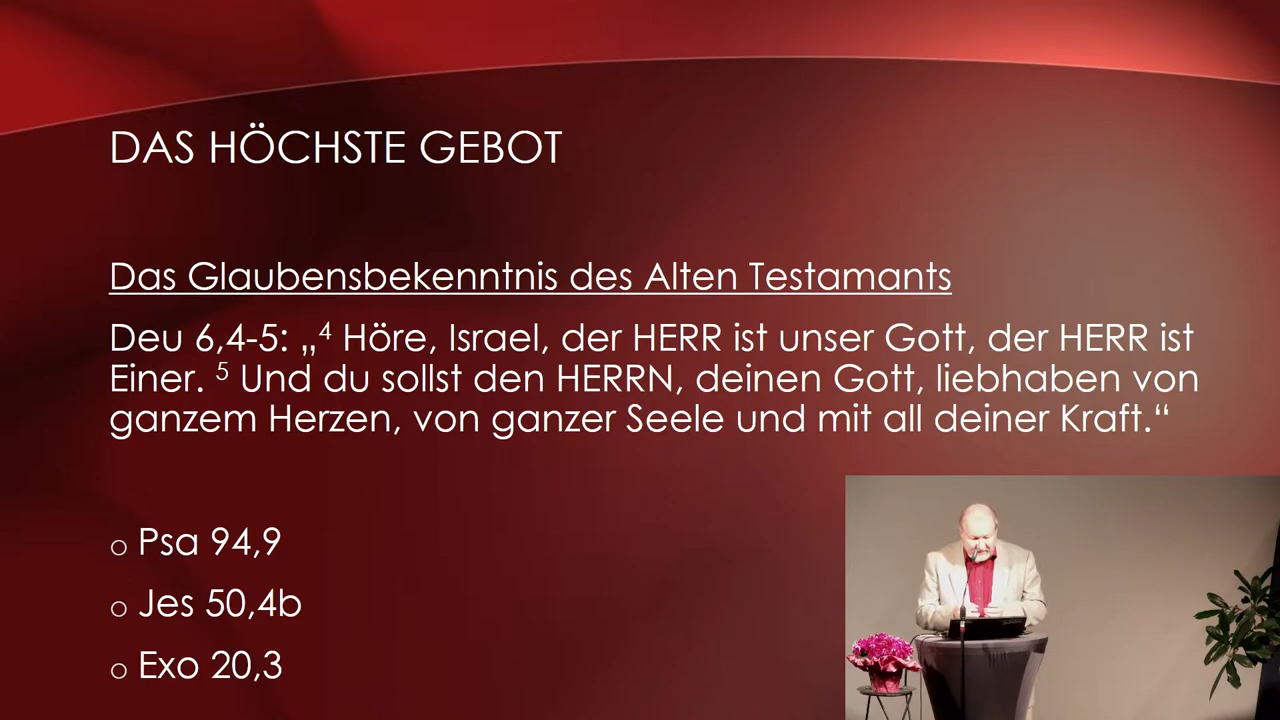 DAS HÖCHSTE GEBOT
Das Glaubensbekenntnis des Alten Testamants
Deu 6,4-5: „⁴ Höre, Israel, der HERR ist unser Gott, der HERR ist
Einer. ⁵ Und du sollst den HERRN, deinen Gott, liebhaben von
ganzem Herzen, von ganzer Seele und mit all deiner Kraft.“
o Psa 94,9
o Jes 50,4b
o Exo 20,3